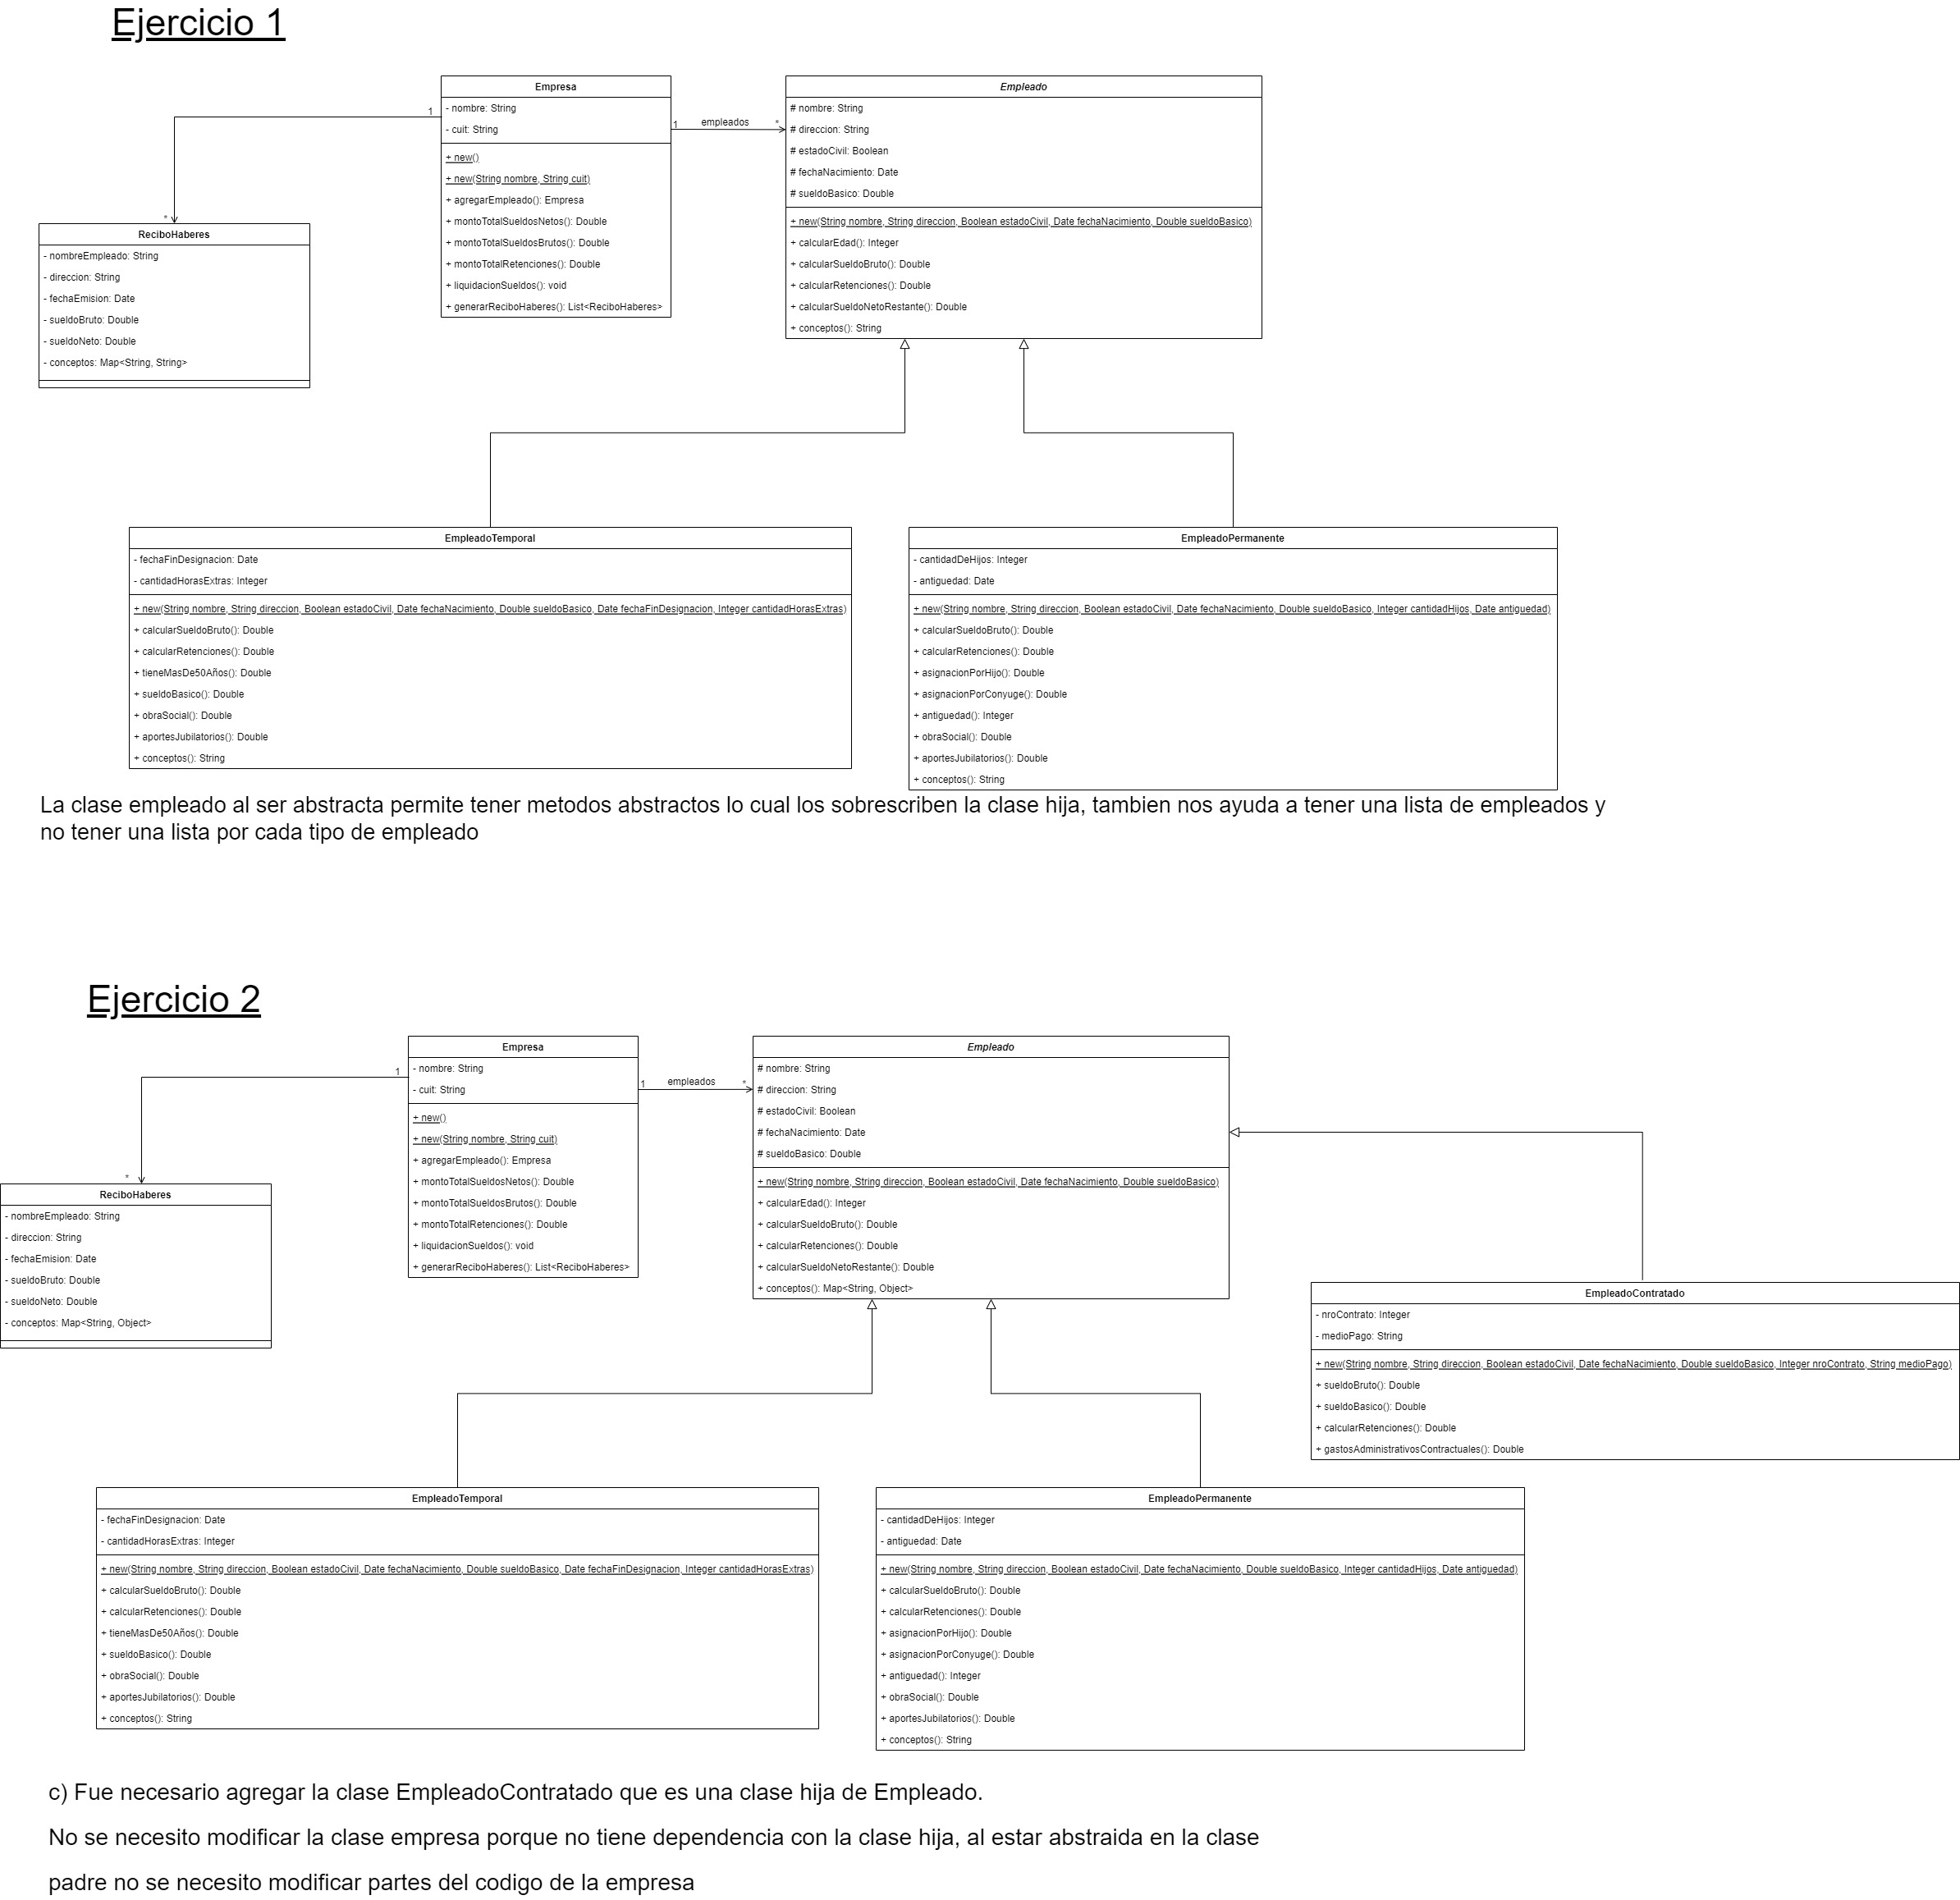 Ejercicio 1
Empresa
- nombre: String
- cuit: String
+ new()
+ new(String nombre, String cuit)
+ agregarEmpleado(): Empresa
+ montoTotalSueldosNetos(): Double
+ montoTotalSueldosBrutos(): Double
+ montoTotalRetenciones(): Double
+ liquidacionSueldos(): void
+ generarReciboHaberes(): List<ReciboHaberes>
1
*
1
empleados
*
Empleado
# nombre: String
# direccion: String
# estadoCivil: Boolean
# fechaNacimiento: Date
# sueldoBasico: Double
+ new(String nombre, String direccion, Boolean estadoCivil, Date fechaNacimiento, Double sueldoBasico)
+ calcularEdad(): Integer
+ calcularSueldoBruto(): Double
+ calcularRetenciones(): Double
+ calcularSueldoNetoRestante(): Double
+ conceptos(): String
ReciboHaberes
- nombreEmpleado: String
- direccion: String
- fechaEmision: Date
- sueldoBruto: Double
- sueldoNeto: Double
- conceptos: Map<String, String>
EmpleadoTemporal
- fechaFinDesignacion: Date
- cantidadHorasExtras: Integer
+ new(String nombre, String direccion, Boolean estadoCivil, Date fechaNacimiento, Double sueldoBasico, Date fechaFinDesignacion, Integer cantidadHorasExtras)
+ calcularSueldoBruto(): Double
+ calcularRetenciones(): Double
+ tieneMasDe50Años(): Double
+ sueldoBasico(): Double
+ obraSocial(): Double
+ aportesJubilatorios(): Double
+ conceptos(): String
EmpleadoPermanente
- cantidadDeHijos: Integer
- antiguedad: Date
+ new(String nombre, String direccion, Boolean estadoCivil, Date fechaNacimiento, Double sueldoBasico, Integer cantidadHijos, Date antiguedad)
+ calcularSueldoBruto(): Double
+ calcularRetenciones(): Double
+ asignacionPorHijo(): Double
+ asignacionPorConyuge(): Double
+ antiguedad(): Integer
+ obraSocial(): Double
+ aportesJubilatorios(): Double
+ conceptos(): String
La clase empleado al ser abstracta permite tener metodos abstractos lo cual los sobrescriben la clase hija, tambien nos ayuda a tener una lista de empleados y
no tener una lista por cada tipo de empleado
Ejercicio 2
Empresa
- nombre: String
- cuit: String
+ new()
+ new(String nombre, String cuit)
+ agregarEmpleado(): Empresa
+ montoTotalSueldosNetos(): Double
+ montoTotalSueldosBrutos(): Double
+ montoTotalRetenciones(): Double
+ liquidacionSueldos(): void
+ generarReciboHaberes(): List<ReciboHaberes>
1
*
1
empleados
*
Empleado
# nombre: String
# direccion: String
# estadoCivil: Boolean
# fechaNacimiento: Date
# sueldoBasico: Double
+ new(String nombre, String direccion, Boolean estadoCivil, Date fechaNacimiento, Double sueldoBasico)
+ calcularEdad(): Integer
+ calcularSueldoBruto(): Double
+ calcularRetenciones(): Double
+ calcularSueldoNetoRestante(): Double
+ conceptos(): Map<String, Object>
ReciboHaberes
- nombreEmpleado: String
- direccion: String
- fechaEmision: Date
- sueldoBruto: Double
- sueldoNeto: Double
- conceptos: Map<String, Object>
EmpleadoContratado
- nroContrato: Integer
- medioPago: String
+ new(String nombre, String direccion, Boolean estadoCivil, Date fechaNacimiento, Double sueldoBasico, Integer nroContrato, String medioPago)
+ sueldoBruto(): Double
+ sueldoBasico(): Double
+ calcularRetenciones(): Double
+ gastosAdministrativosContractuales(): Double
EmpleadoTemporal
- fechaFinDesignacion: Date
- cantidadHorasExtras: Integer
+ new(String nombre, String direccion, Boolean estadoCivil, Date fechaNacimiento, Double sueldoBasico, Date fechaFinDesignacion, Integer cantidadHorasExtras)
+ calcularSueldoBruto(): Double
+ calcularRetenciones(): Double
+ tieneMasDe50Años(): Double
+ sueldoBasico(): Double
+ obraSocial(): Double
+ aportesJubilatorios(): Double
+ conceptos(): String
EmpleadoPermanente
- cantidadDeHijos: Integer
- antiguedad: Date
+ new(String nombre, String direccion, Boolean estadoCivil, Date fechaNacimiento, Double sueldoBasico, Integer cantidadHijos, Date antiguedad)
+ calcularSueldoBruto(): Double
+ calcularRetenciones(): Double
+ asignacionPorHijo(): Double
+ asignacionPorConyuge(): Double
+ antiguedad(): Integer
+ obraSocial(): Double
+ aportesJubilatorios(): Double
+ conceptos(): String
c) Fue necesario agregar la clase EmpleadoContratado que es una clase hija de Empleado.
No se necesito modificar la clase empresa porque no tiene dependencia con la clase hija, al estar abstraida en la clase
padre no se necesito modificar partes del codigo de la empresa